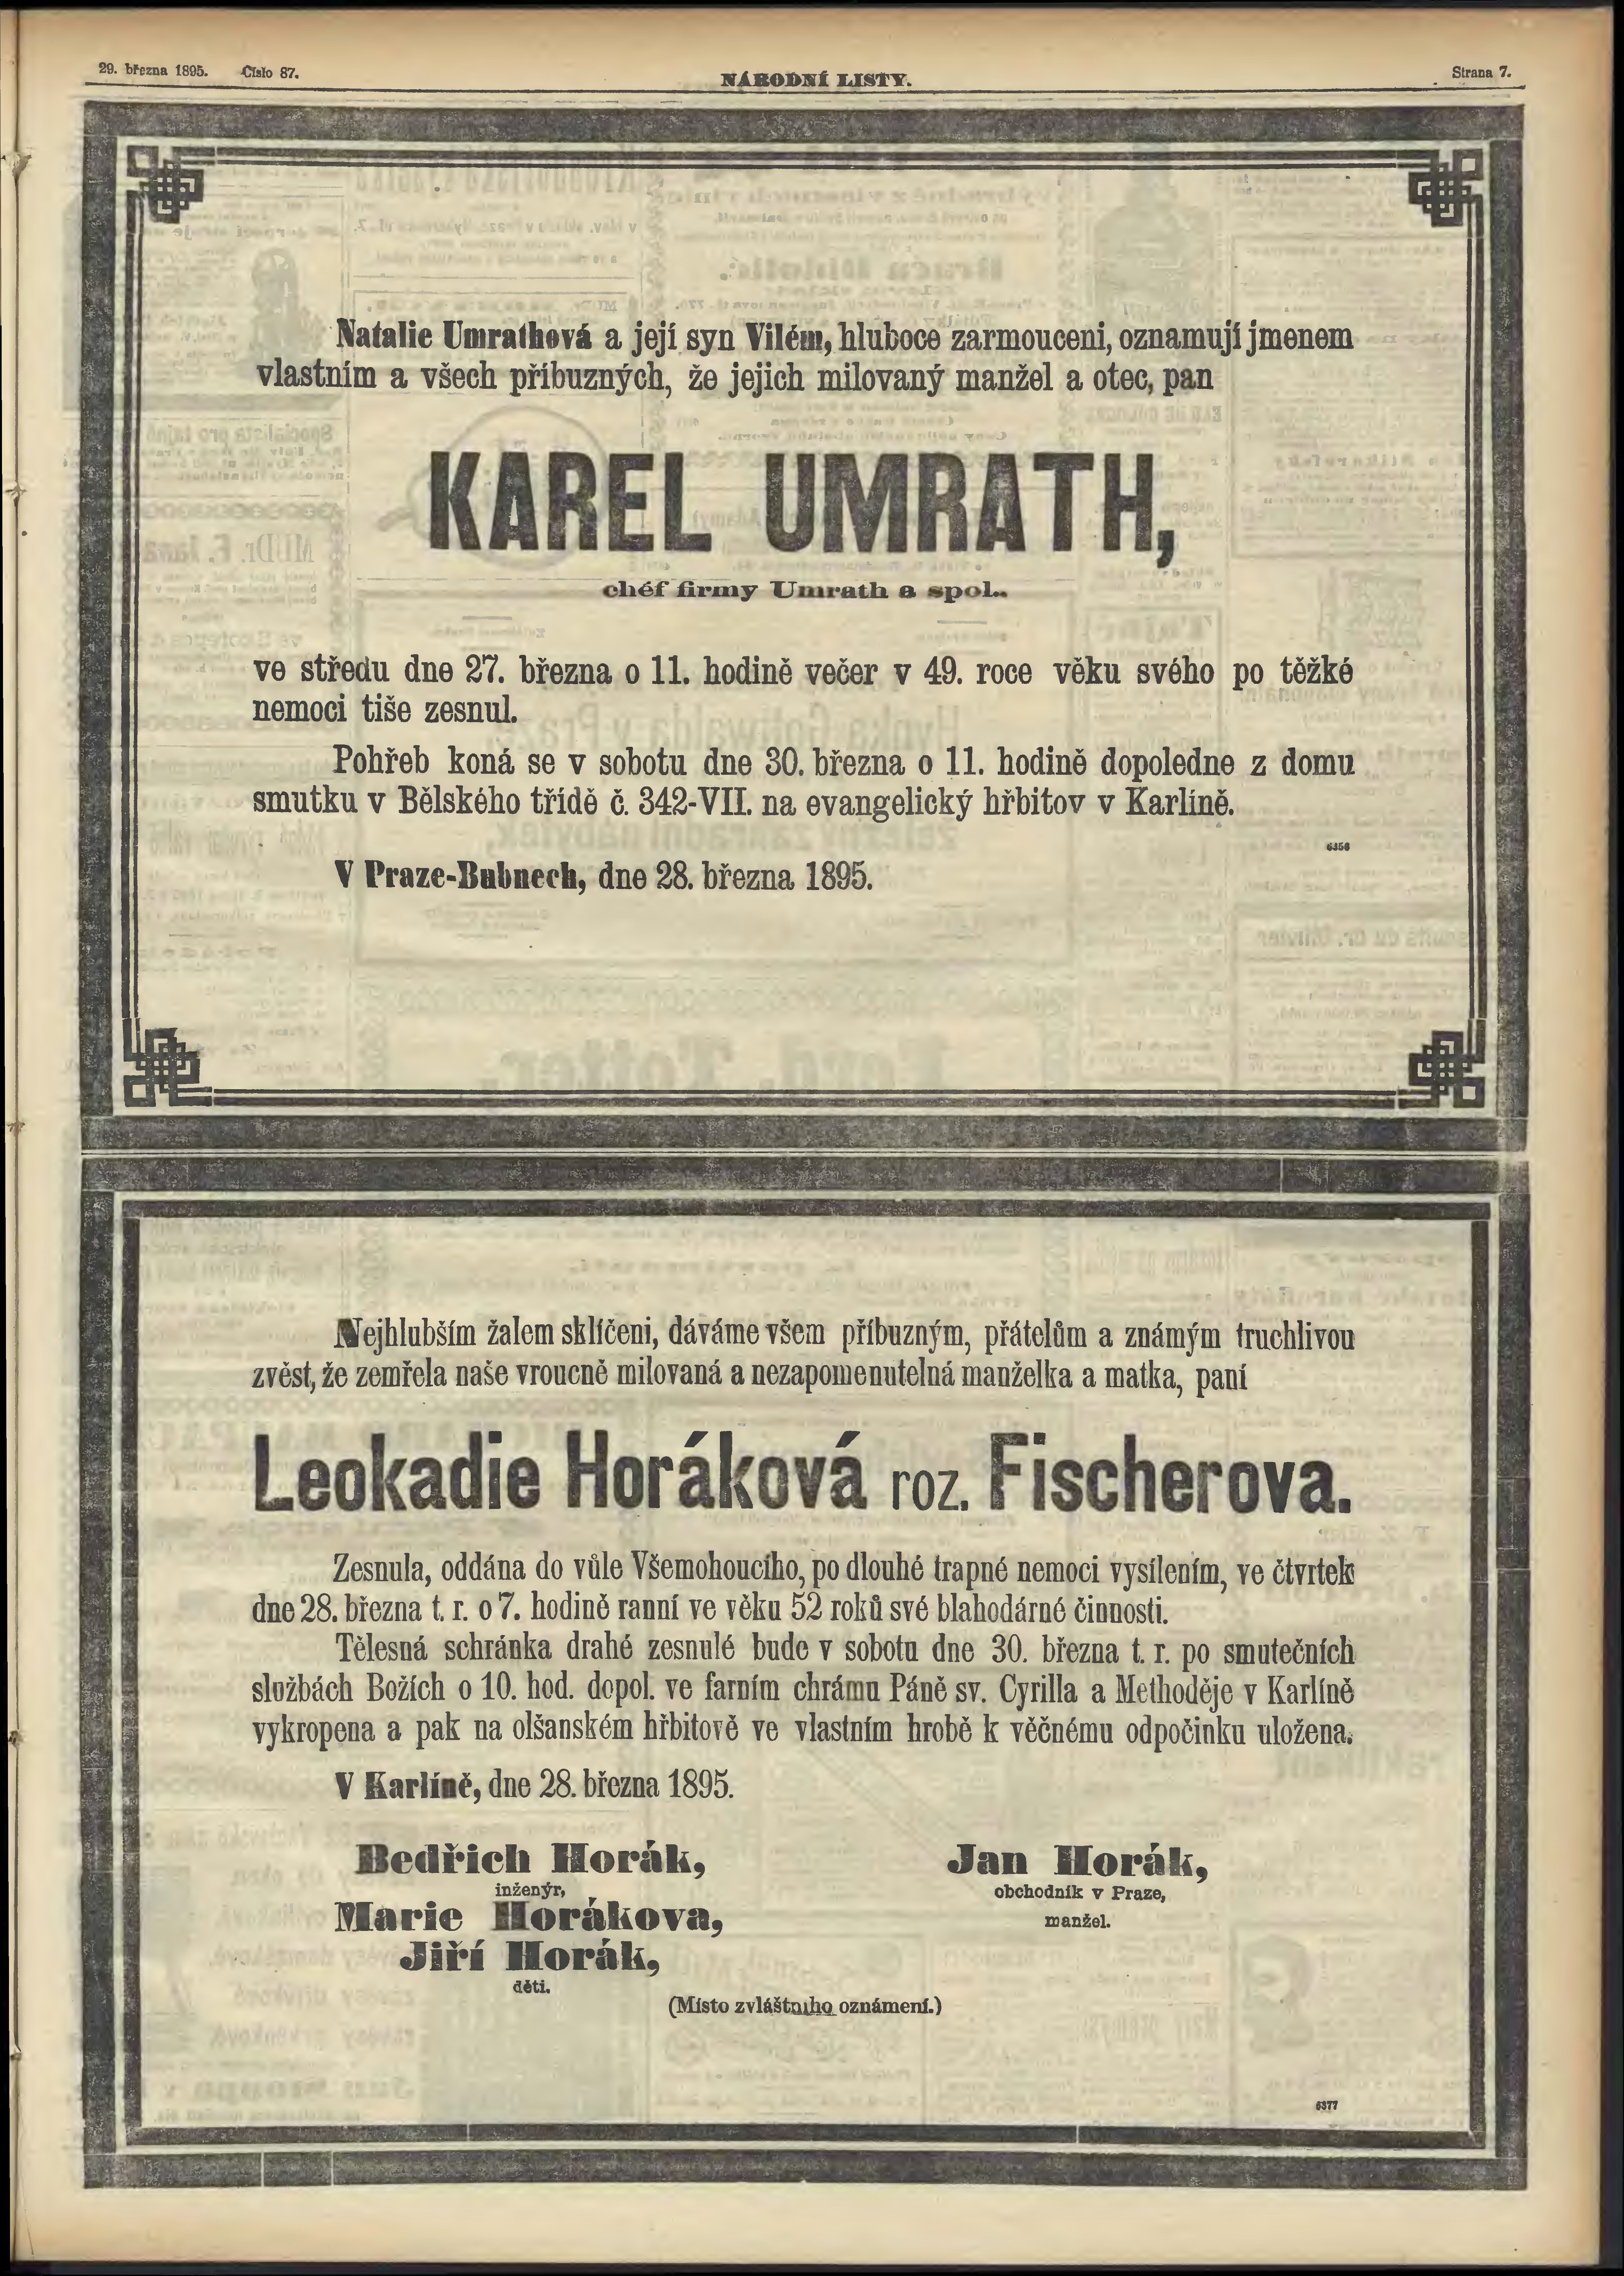 29. března 1895. Číslo 87.
NÁRODNÍ LISTY.
Strana 7.
Natalie Umrathová a její syn Vilém, hluboce zarmouceni, oznamují jmenem
vlastním a všech příbuzných, že jejich milovaný manžel a otec, pan
KAREL UMRATH,
chéf firmy Umrath a spol..
ve středu dne 27. března o 11. hodině večer v 49. roce věku svého po těžké
nemoci tiše zesnul.
Pohřeb koná se v sobotu dne 30. března o 11. hodině dopoledne z domu
smutku v Bělského třídě č. 342-VII. na evangelický hřbitov v Karlíně.
6356
V Praze-Bubnech, dne 28. března 1895.
Nejhlubším žalem sklíčeni, dáváme všem příbuzným, přátelům a známým truchlivou
zvěst, že zemřela naše vroucně milovaná a nezapomenutelná manželka a matka, paní
Leokadie Horáková roz. Fischerova.
Zesnula, oddána do vůle Všemohoucího, po dlouhé trapné nemoci vysílením, ve čtvrtek
dne 28. března t. r. o 7. hodině ranní ve věku 52 roků své blahodárné činnosti.
Tělesná schránka drahé zesnulé bude v sobotu dne 30. března t. r. po smutečních
službách Božích o 10. hod. dopol. ve farním chrámu Páně sv. Cyrilla a Methoděje v Karlíně
vykropena a pak na olšanském hřbitově ve vlastním hrobě k věčnému odpočinku uložena.
V Karlíně, dne 28. března 1895.
Bedřich Horák,
inženýr,
Marie Horákova,
Jiří Horák,
děti.
Jan Horák,
obchodník v Praze,
manžel.
(Místo zvláštního oznámení.)
6377